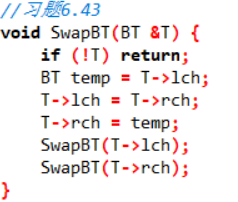 //习题6.43
void SwapBT(BT &T) {
    if (!T) return;
    BT temp = T->lch;
    T->lch = T->rch;
    T->rch = temp;
    SwapBT(T->lch);
    SwapBT(T->rch);
}